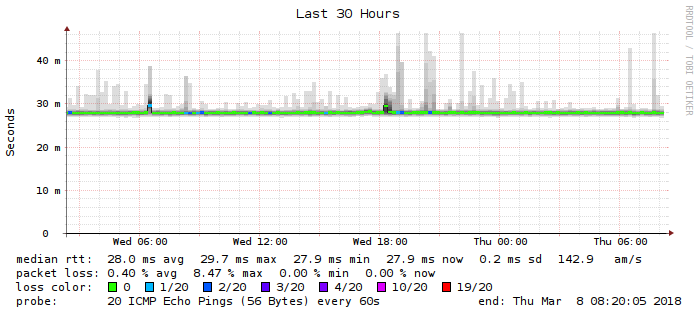 Last 30 Hours
RRDTOOL / TOBI OETIKER
Seconds
40 m
30 m
20 m
10 m
0
Wed 06:00 Wed 12:00 Wed 18:00 Thu 00:00 Thu 06:00
median rtt: 28.0 ms avg 29.7 ms max 27.9 ms min 27.9 ms now 0.2 ms sd 142.9 am/s
packet loss: 0.40 % avg 8.47 % max 0.00 % min 0.00 % now
loss color: 0 1/20 2/20 3/20 4/20 10/20 19/20
probe: 20 ICMP Echo Pings (56 Bytes) every 60s end: Thu Mar 8 08:20:05 2018